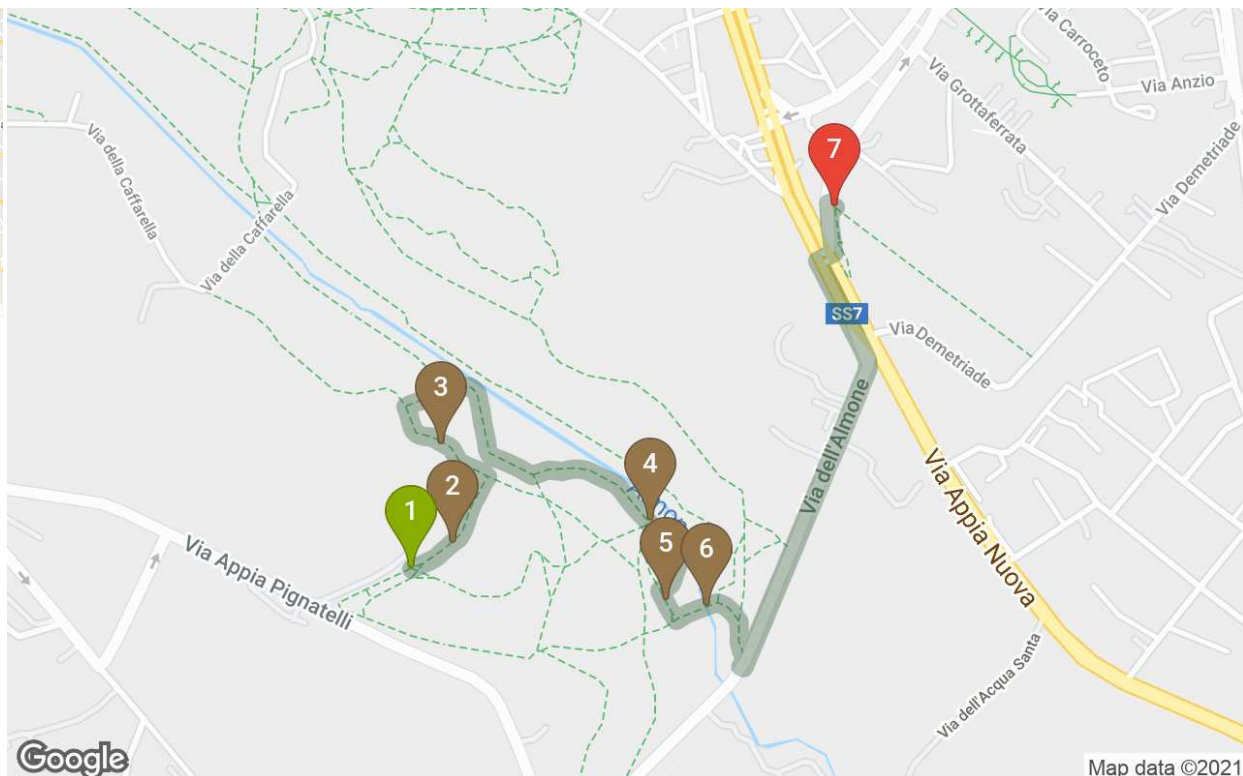 Via Carroceto
Via Anzio
Via Grottaferrata
Via Demetriade
7
Via della Caffarella
Via della Caffarella
SS7
Via Demetriade
3
Via dell'Almone
4
2
1
Via Appia Nuova
5
6
Via Appia Pignatelli
Via dell'Acqua Santa
Google
Map data ©2021